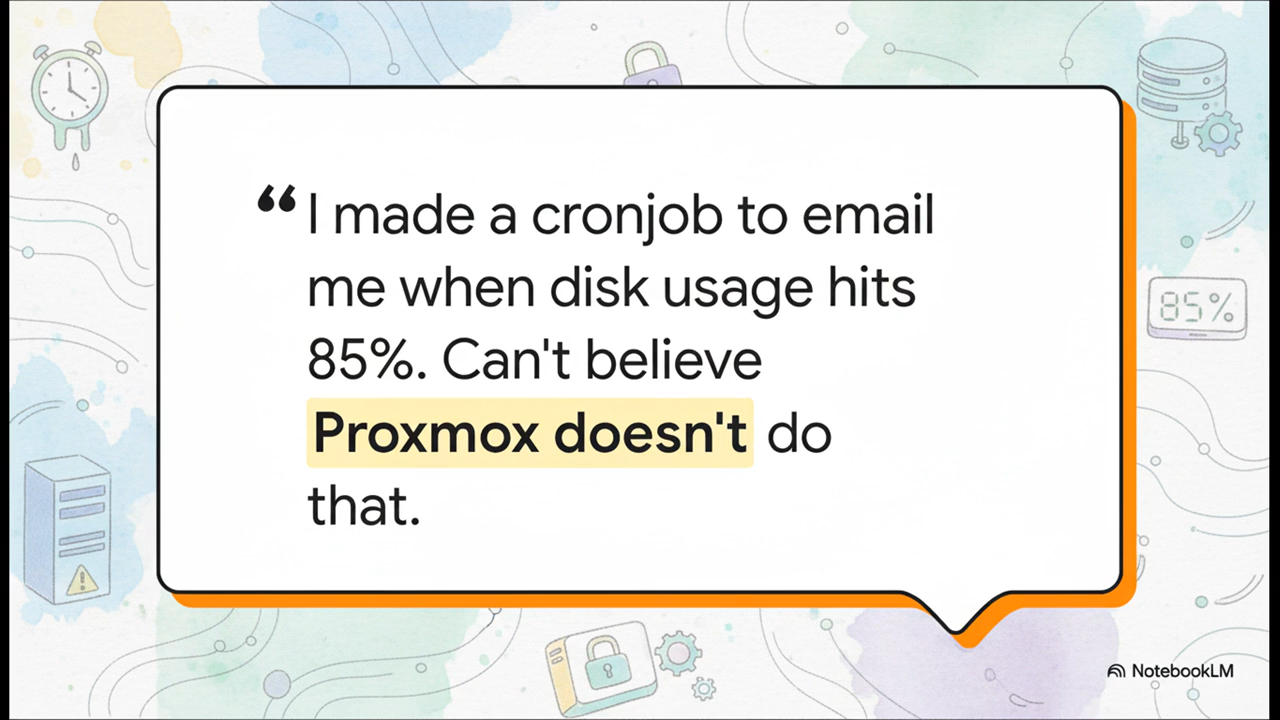 “I made a cronjob to email
me when disk usage hits
85%. Can't believe
Proxmox doesn't do
that.
85%
NotebookLM